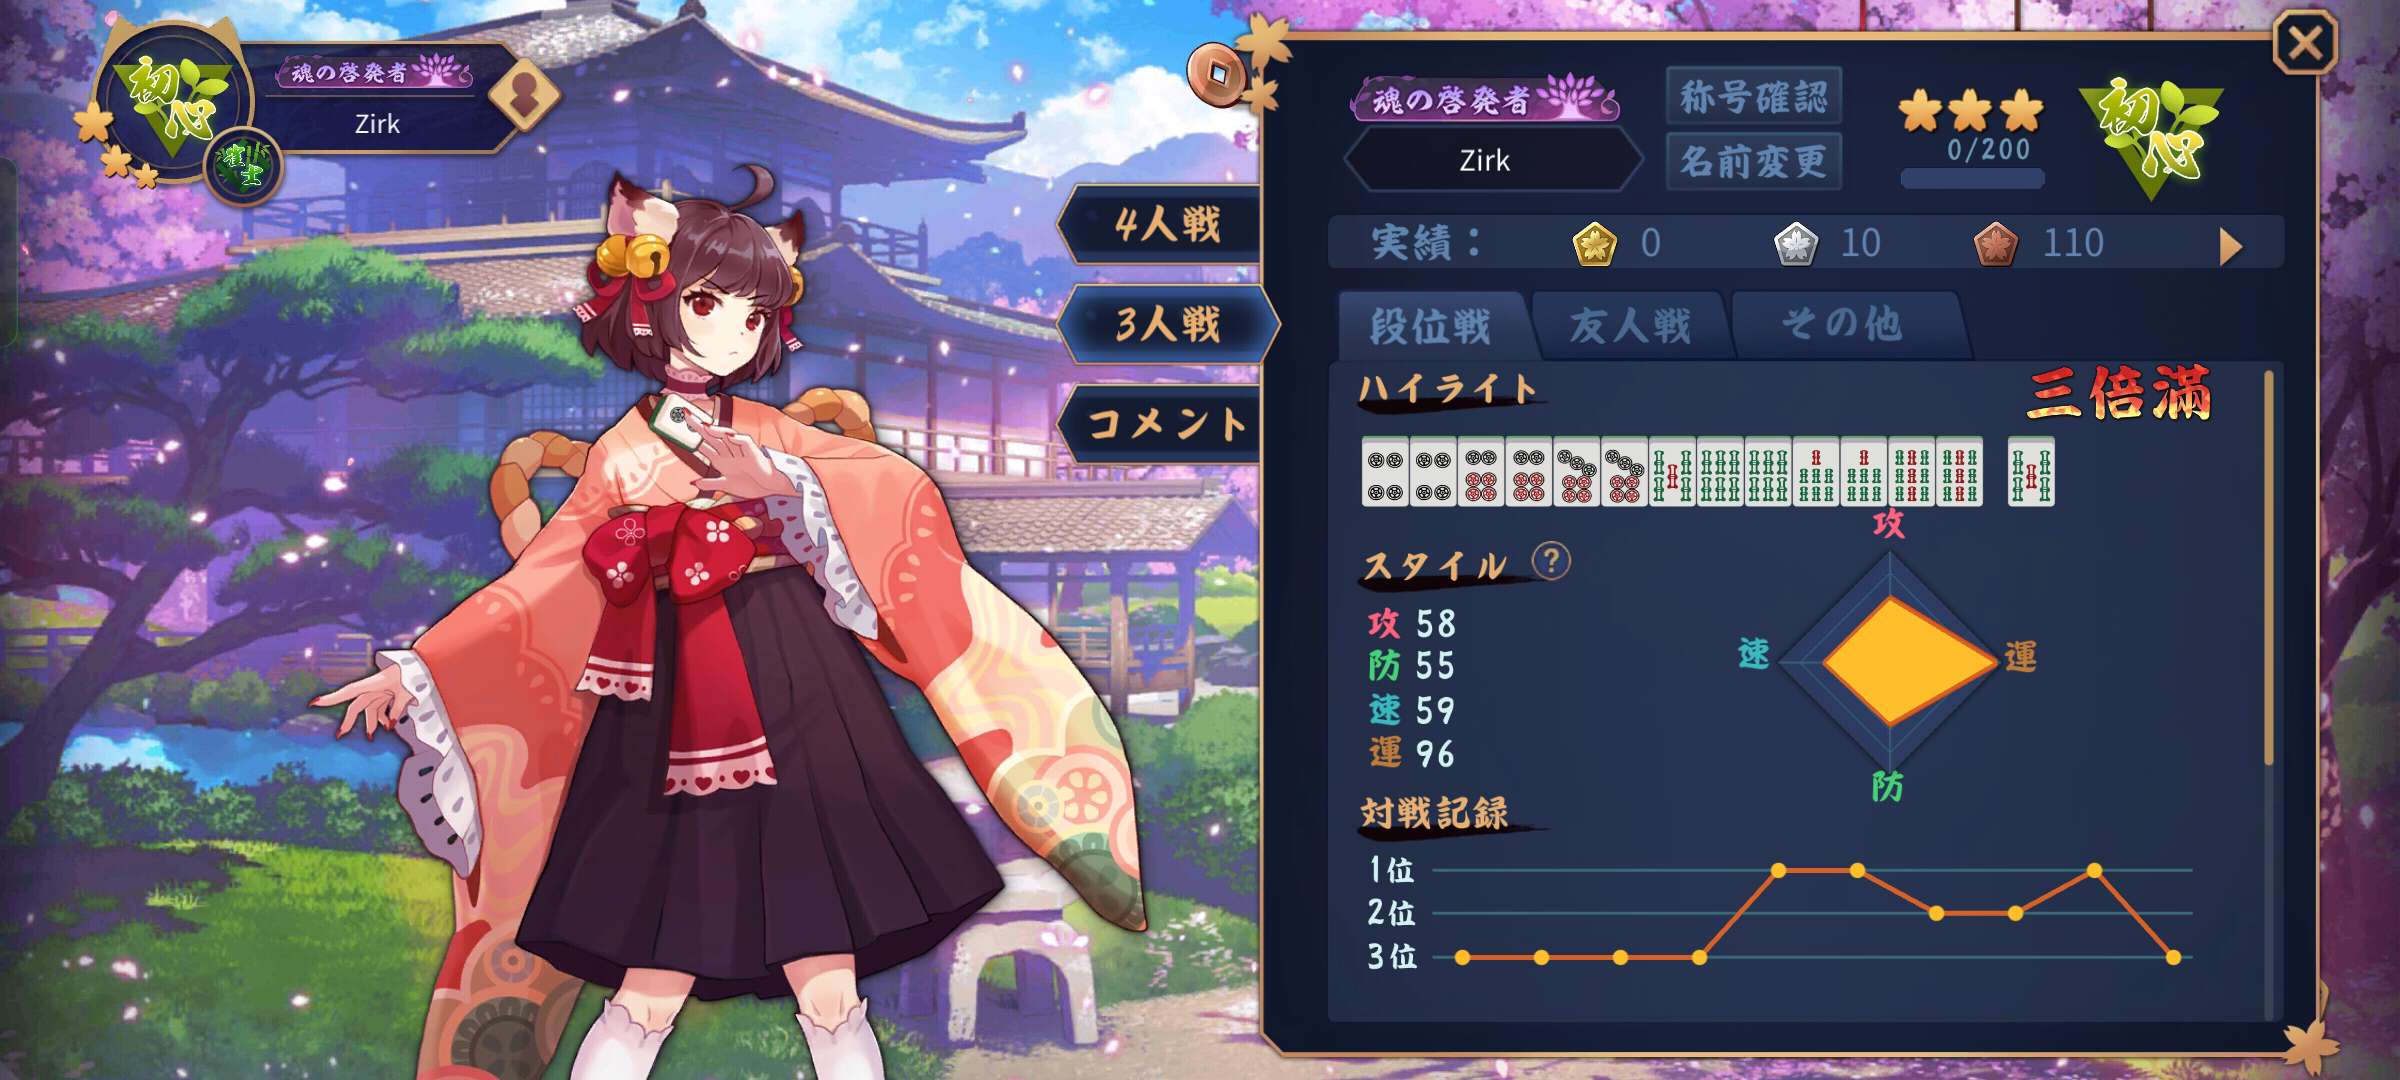 初心
魂の啓発者
Zirk
雀士
4人戦
3人戦
コメント
魂の啓発者
Zirk
称号確認
名前変更
0/200
初心
実績： 0 10 110
段位戦 友人戦 その他
ハイライト
三倍満
スタイル ?
攻 58
防 55
速 59
運 96
攻
速
運
防
対戦記録
1位
2位
3位